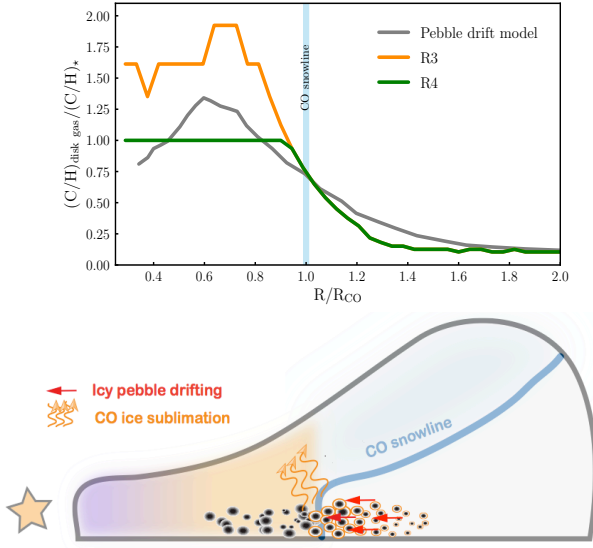 2.00
1.75
1.50
1.25
1.00
0.75
0.50
0.25
0.00
(C/H)disk gas/(C/H)⋆
CO snowline
Pebble drift model
R3
R4
0.4 0.6 0.8 1.0 1.2 1.4 1.6 1.8 2.0
R/RCO
Icy pebble drifting
CO ice sublimation
CO snowline